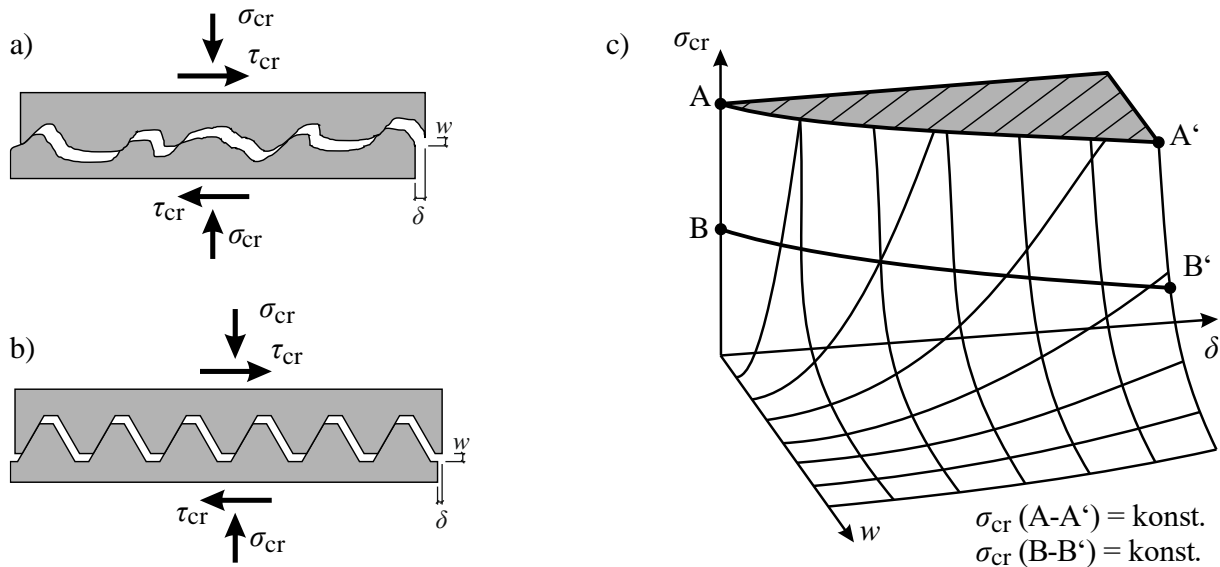 a)
σcr
τcr
w
τcr
δ
σcr
b)
σcr
τcr
w
τcr
δ
σcr
c)
σcr
A
A‘
B
B‘
δ
w
σcr (A-A‘) = konst.
σcr (B-B‘) = konst.